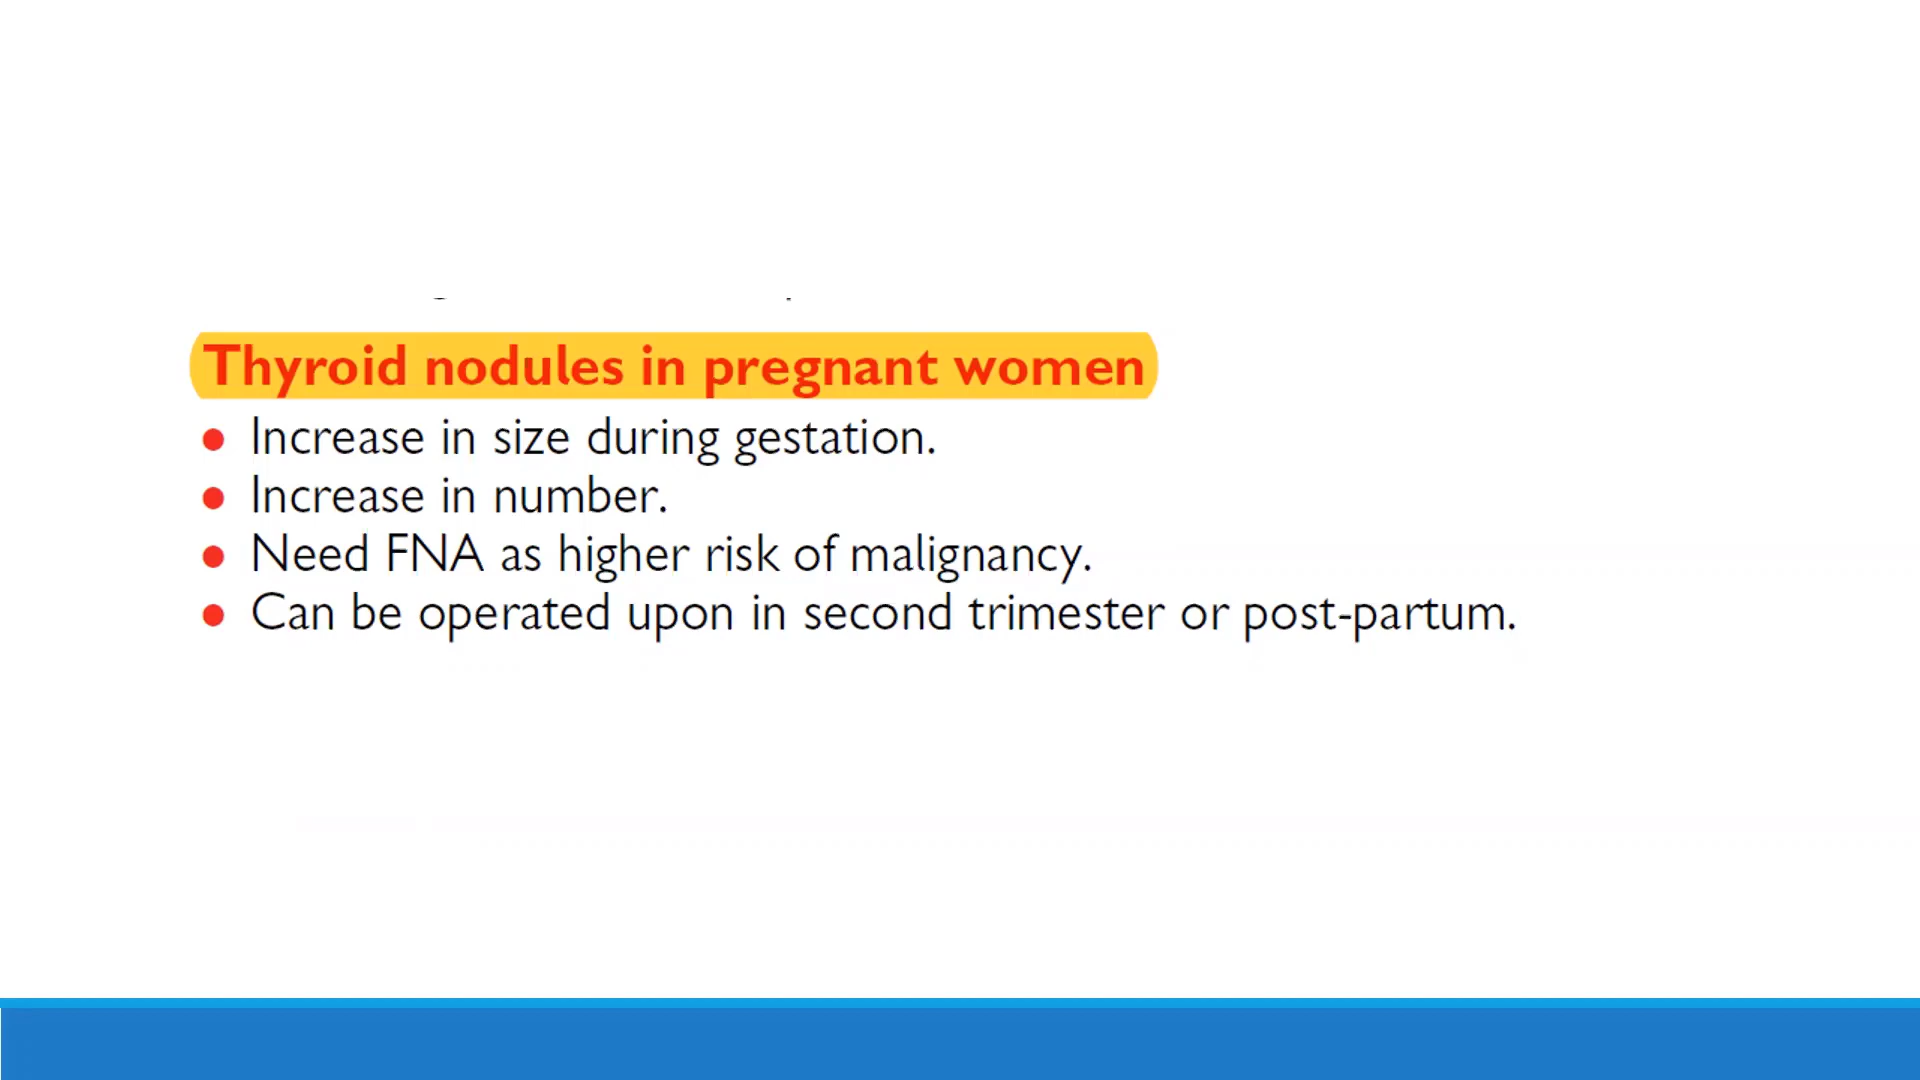 Thyroid nodules in pregnant women
● Increase in size during gestation.
● Increase in number.
● Need FNA as higher risk of malignancy.
● Can be operated upon in second trimester or post-partum.